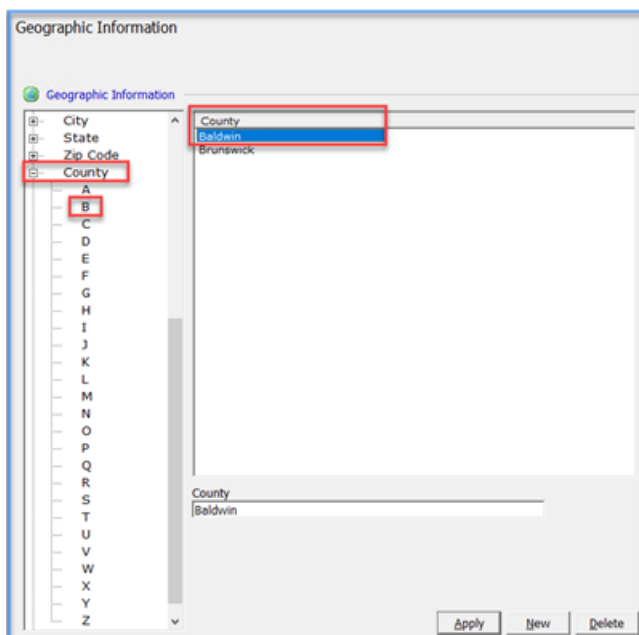 Geographic Information
Geographic Information
City
State
Zip Code
County
A
B
C
D
E
F
G
H
I
J
K
L
M
N
O
P
Q
R
S
T
U
V
W
X
Y
Z
County
Baldwin
Brunswick
County
Baldwin
Apply New Delete